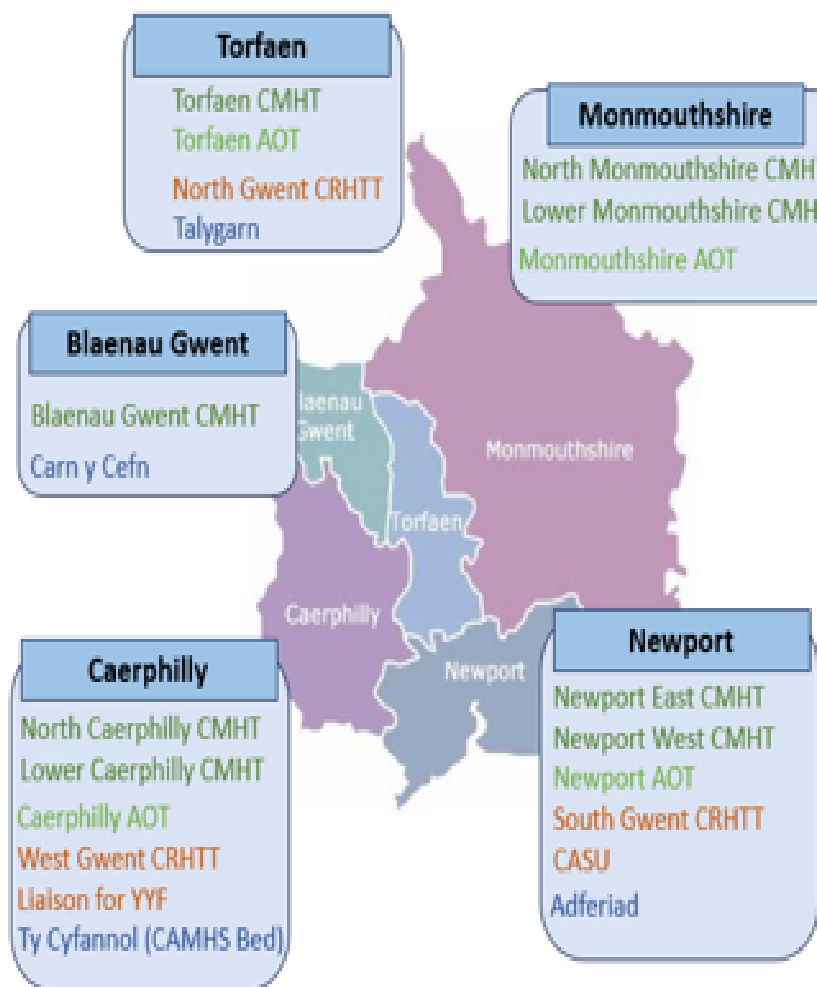 Torfaen
Torfaen CMHT
Torfaen AOT
North Gwent CRHTT
Talygarn
Monmouthshire
North Monmouthshire CMHT
Lower Monmouthshire CMH
Monmouthshire AOT
Blaenau Gwent
Blaenau Gwent CMHT
Carn y Cefn
laenau
Gwent
Monmouthshire
Torfaen
Caerphilly
Newport
Caerphilly
North Caerphilly CMHT
Lower Caerphilly CMHT
Caerphilly AOT
West Gwent CRHTT
Liaison for YYF
Ty Cyfannol (CAMHS Bed)
Newport
Newport East CMHT
Newport West CMHT
Newport AOT
South Gwent CRHTT
CASU
Adferiad